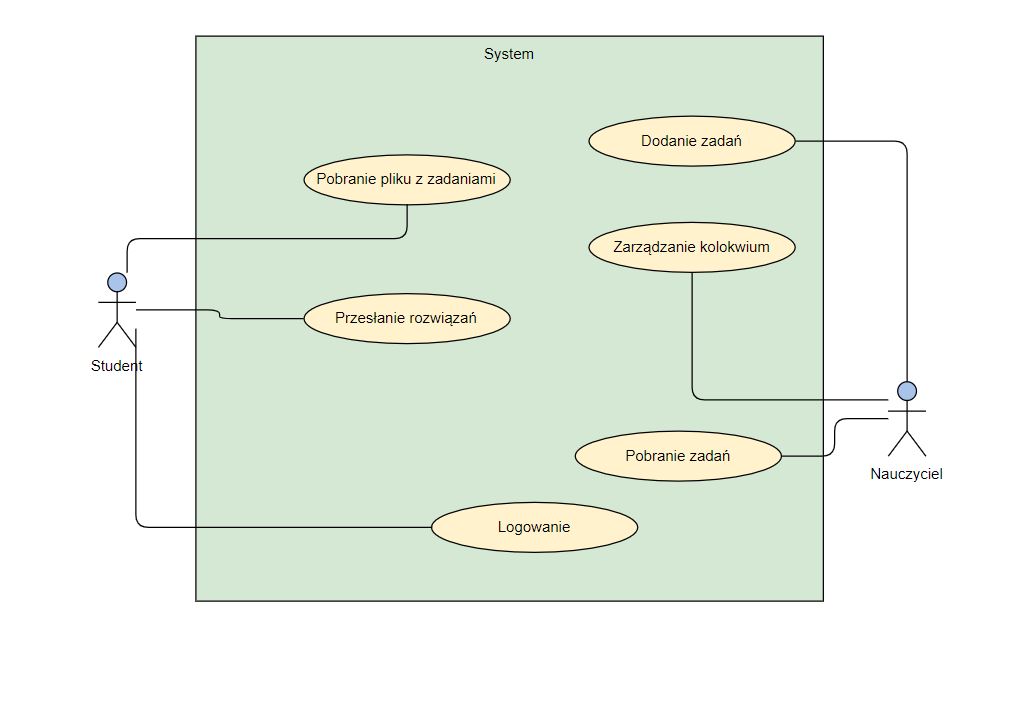 System
Dodanie zadań
Pobranie pliku z zadaniami
Zarządzanie kolokwium
Przesłanie rozwiązań
Student
Pobranie zadań
Nauczyciel
Logowanie